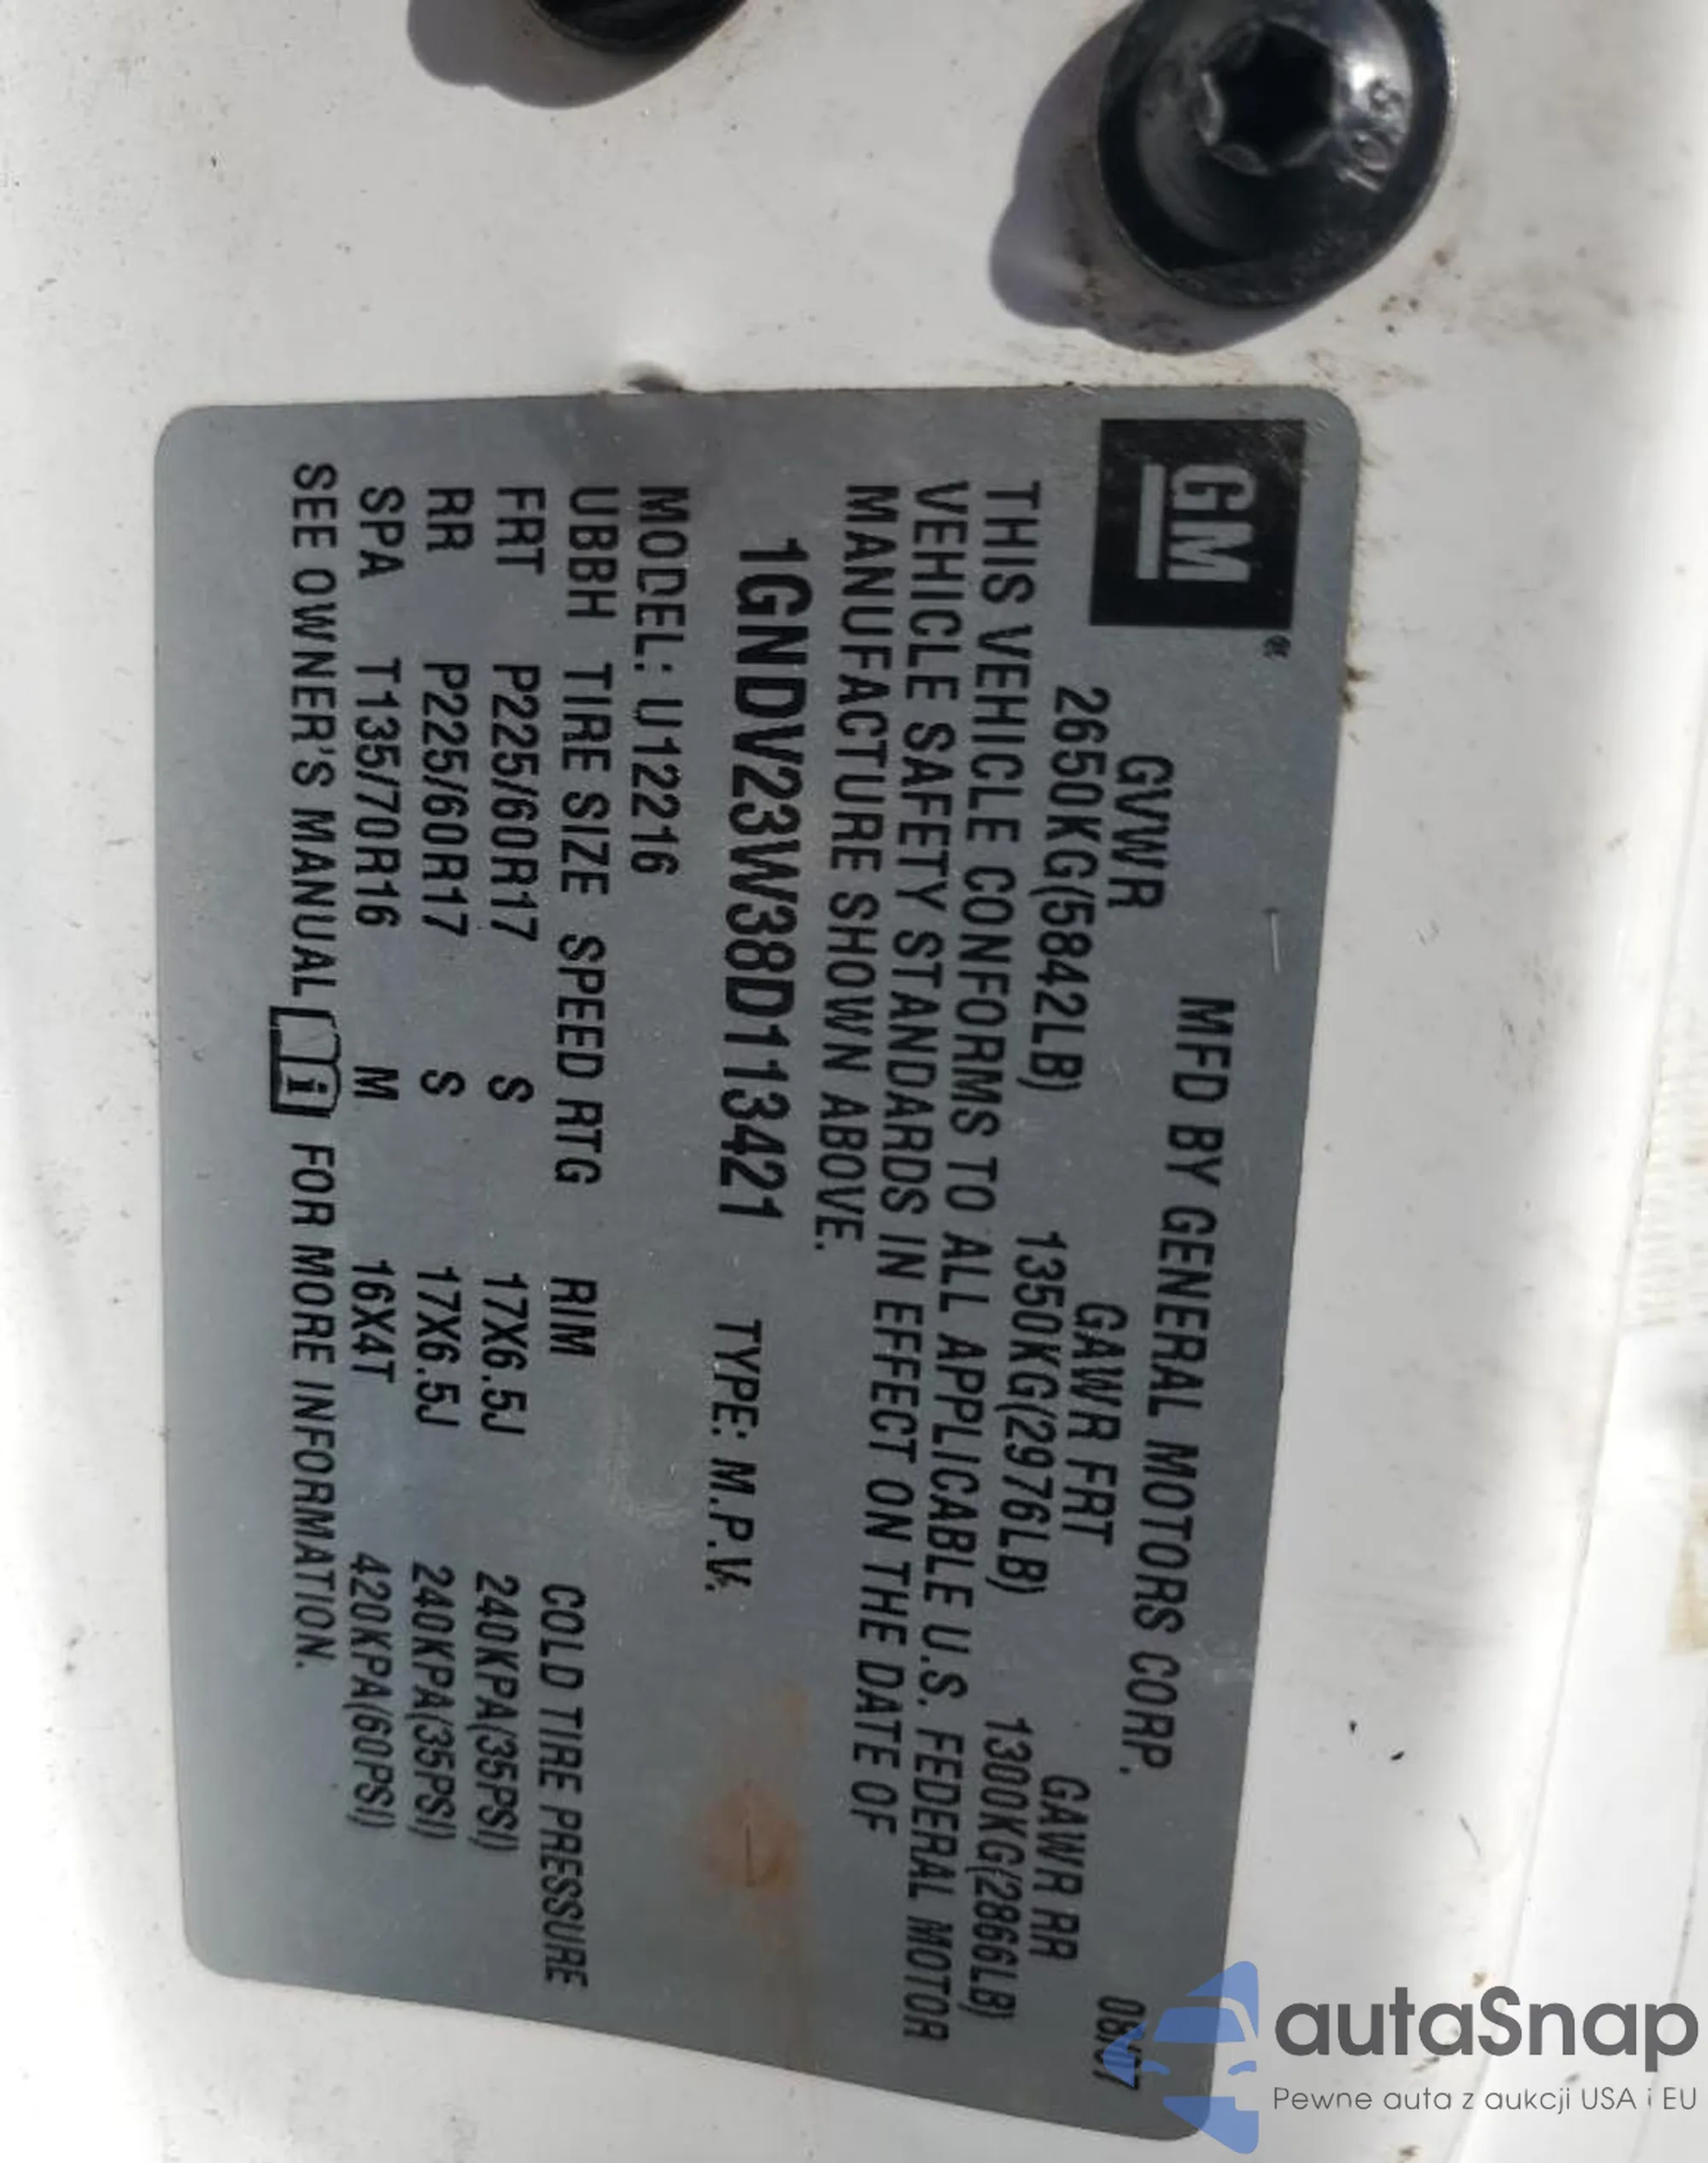 GM ®
MFD BY GENERAL MOTORS CORP.
GVWR GAWR FRT GAWR RR
2650KG(5842LB) 1350KG(2976LB) 1300KG(2866LB)
THIS VEHICLE CONFORMS TO ALL APPLICABLE U.S. FEDERAL MOTOR
VEHICLE SAFETY STANDARDS IN EFFECT ON THE DATE OF
MANUFACTURE SHOWN ABOVE.
1GNDV23W38D113421 TYPE: M.P.V.
MODEL: U12216
UBBH TIRE SIZE SPEED RTG RIM COLD TIRE PRESSURE
FRT P225/60R17 S 17X6.5J 240KPA(35PSI)
RR P225/60R17 S 17X6.5J 240KPA(35PSI)
SPA T135/70R16 M 16X4T 420KPA(60PSI)
SEE OWNER'S MANUAL i FOR MORE INFORMATION.
10.9
autaSnap
Pewne auta z aukcji USA i EU